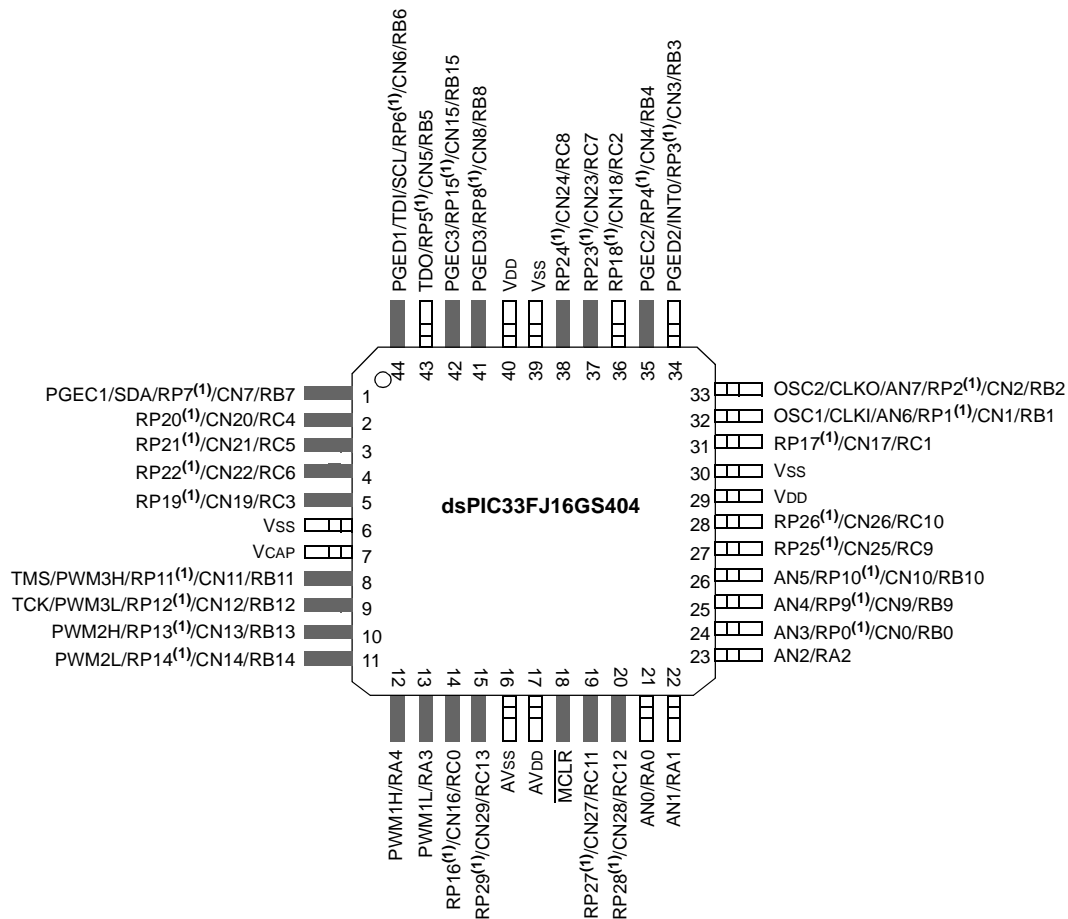 PGED1/TDI/SCL/RP6(1)/CN6/RB6
TDO/RP5(1)/CN5/RB5
PGEC3/RP15(1)/CN15/RB15
PGED3/RP8(1)/CN8/RB8
VDD
VSS
RP24(1)/CN24/RC8
RP23(1)/CN23/RC7
RP18(1)/CN18/RC2
PGEC2/RP4(1)/CN4/RB4
PGED2/INT0/RP3(1)/CN3/RB3
44
43
42
41
40
39
38
37
36
35
34
PGEC1/SDA/RP7(1)/CN7/RB7 1
RP20(1)/CN20/RC4 2
RP21(1)/CN21/RC5 3
RP22(1)/CN22/RC6 4
RP19(1)/CN19/RC3 5
VSS 6
VCAP 7
TMS/PWM3H/RP11(1)/CN11/RB11 8
TCK/PWM3L/RP12(1)/CN12/RB12 9
PWM2H/RP13(1)/CN13/RB13 10
PWM2L/RP14(1)/CN14/RB14 11
dsPIC33FJ16GS404
33 OSC2/CLKO/AN7/RP2(1)/CN2/RB2
32 OSC1/CLKI/AN6/RP1(1)/CN1/RB1
31 RP17(1)/CN17/RC1
30 VSS
29 VDD
28 RP26(1)/CN26/RC10
27 RP25(1)/CN25/RC9
26 AN5/RP10(1)/CN10/RB10
25 AN4/RP9(1)/CN9/RB9
24 AN3/RP0(1)/CN0/RB0
23 AN2/RA2
12
13
14
15
16
17
18
19
20
21
22
PWM1H/RA4
PWM1L/RA3
RP16(1)/CN16/RC0
RP29(1)/CN29/RC13
AVSS
AVDD
MCLR
RP27(1)/CN27/RC11
RP28(1)/CN28/RC12
AN0/RA0
AN1/RA1